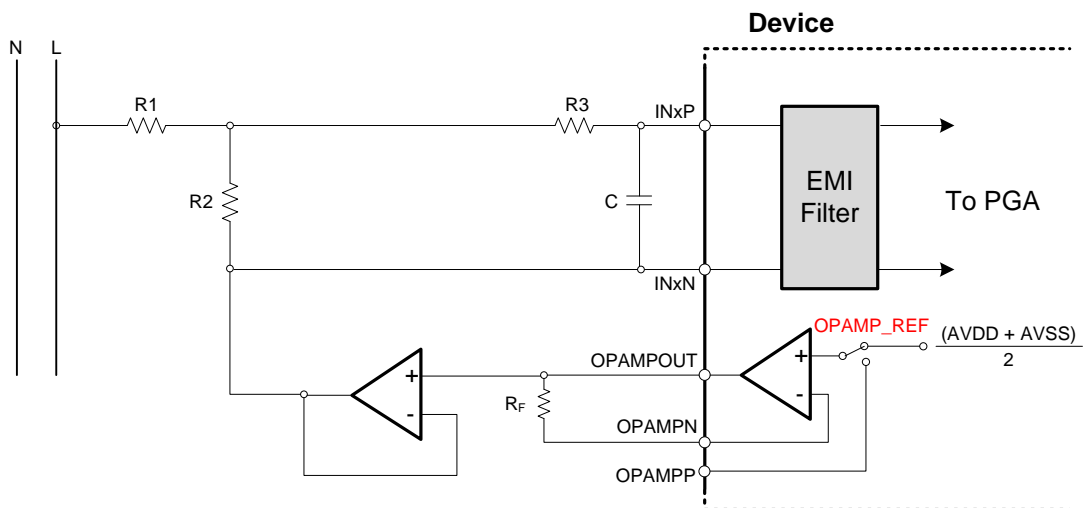 Device
N L
R1
R3
INxP
R2
C
EMI
Filter
To PGA
INxN
OPAMP_REF
(AVDD + AVSS)
2
OPAMPOUT
+
+
RF
-
-
OPAMPN
OPAMPP